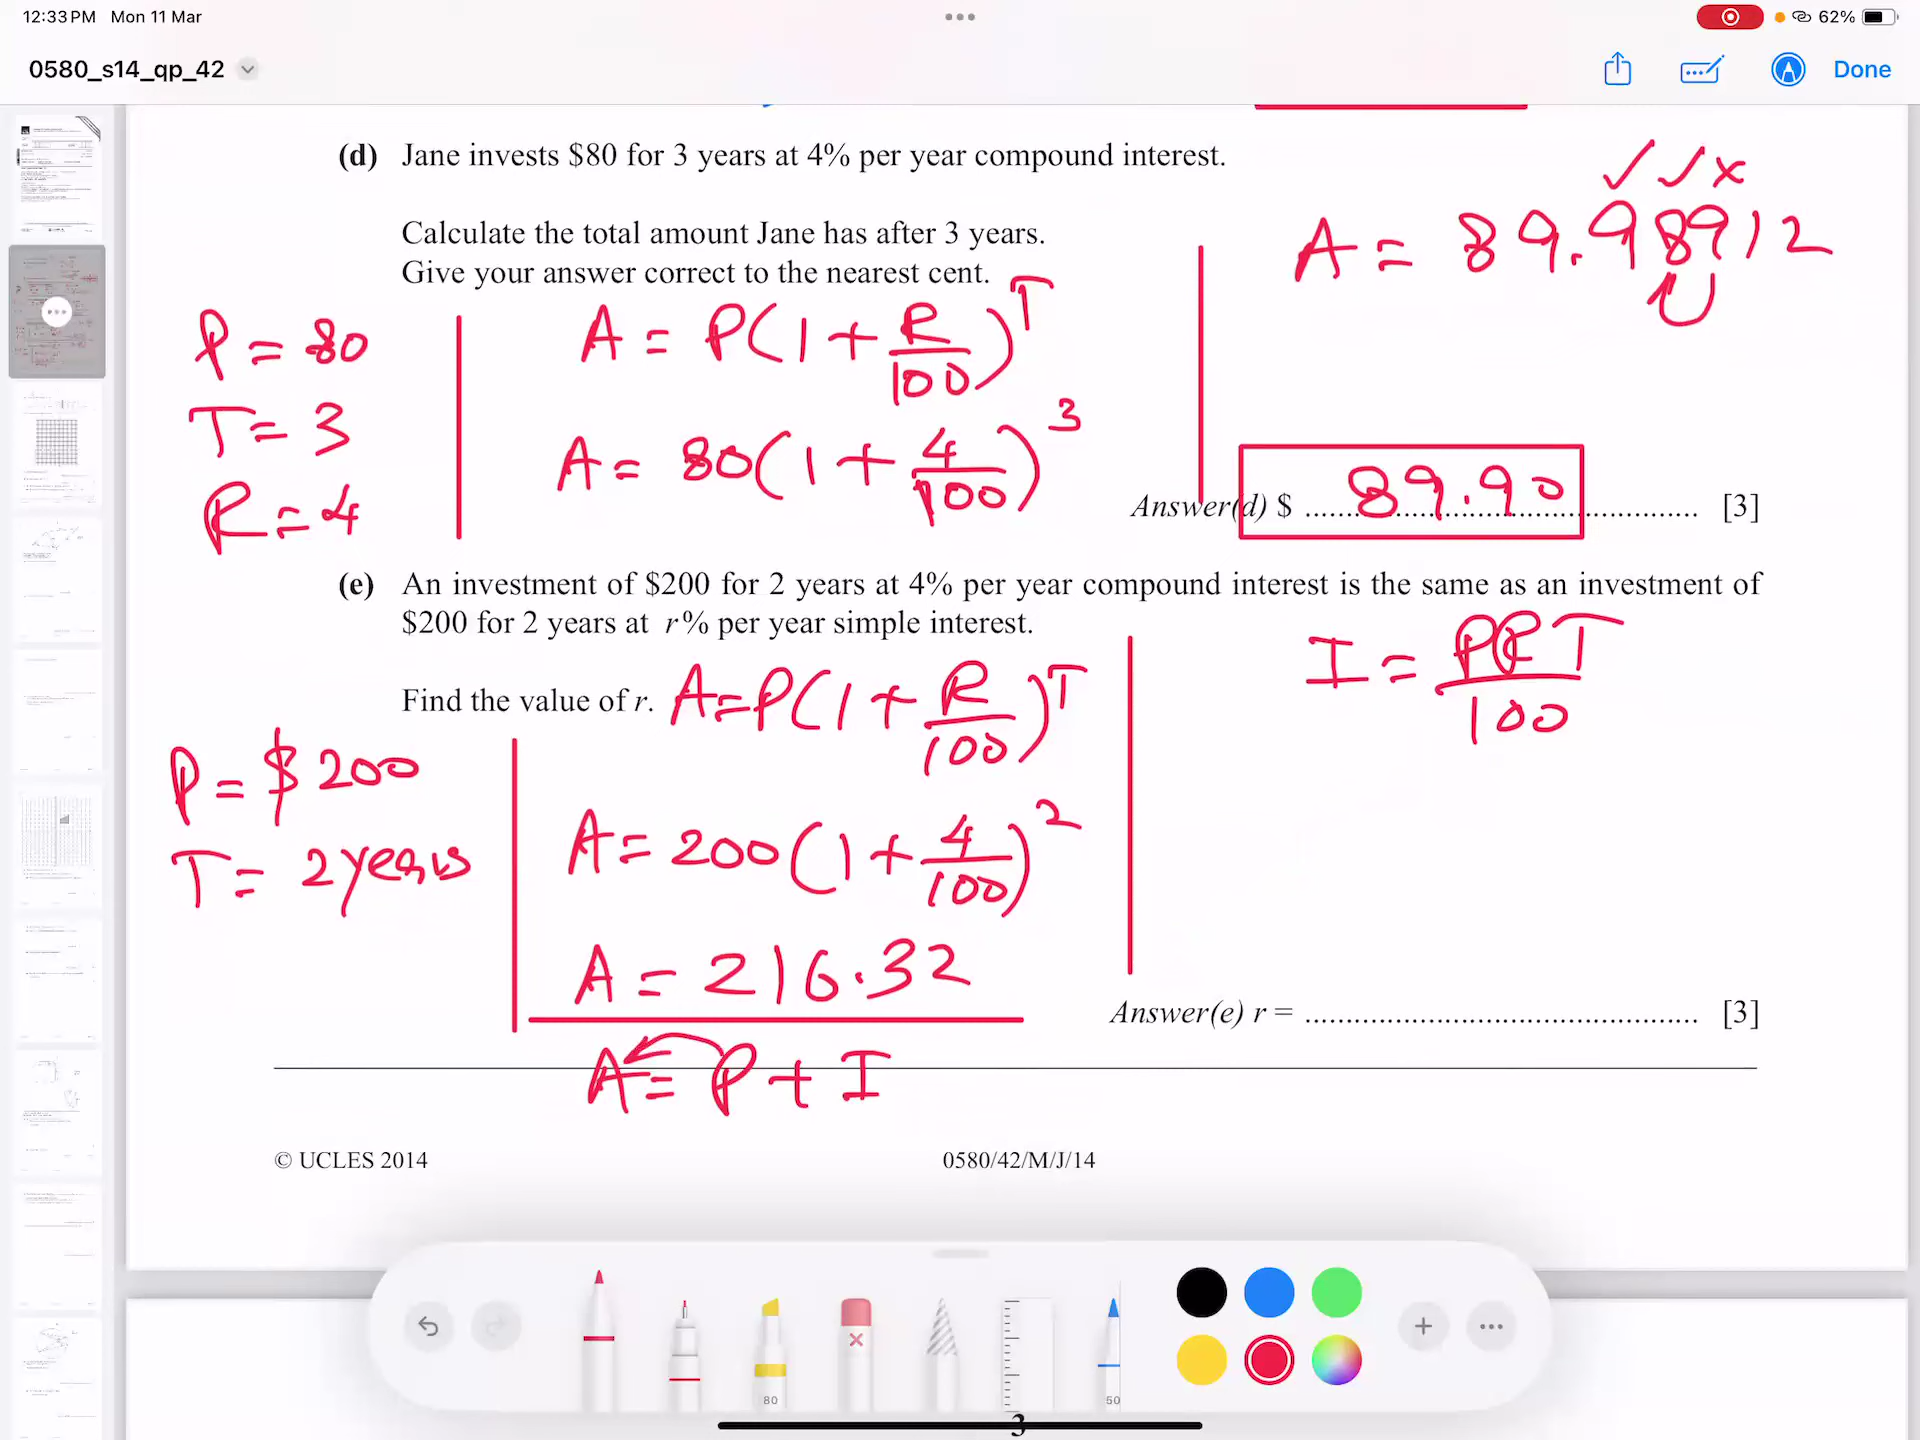 12:33 PM Mon 11 Mar
62%
0580_s14_qp_42
Done
(d) Jane invests $80 for 3 years at 4% per year compound interest.
Calculate the total amount Jane has after 3 years.
Give your answer correct to the nearest cent.
P = 80
T = 3
R = 4
A = P(1 + R/100)^T
A = 80(1 + 4/100)^3
✓ ✓ x
A = 89.98912
Answer(d) $ ........ 89.90 ........ [3]
(e) An investment of $200 for 2 years at 4% per year compound interest is the same as an investment of
$200 for 2 years at r% per year simple interest.
Find the value of r.
P = $200
T = 2 years
A = P(1 + R/100)^T
A = 200(1 + 4/100)^2
A = 216.32
A = P + I
I = PRT/100
Answer(e) r = ................................................ [3]
© UCLES 2014
0580/42/M/J/14
80
50
3